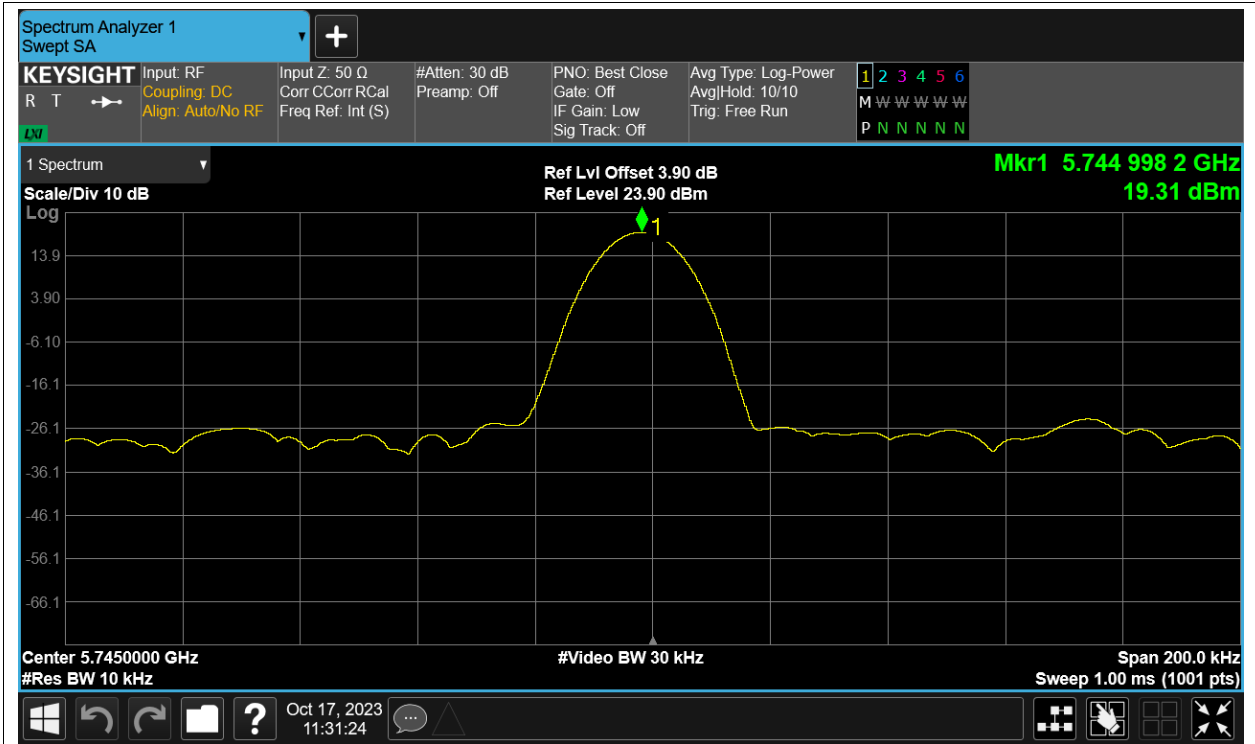 Spectrum Analyzer 1
Swept SA
+
KEYSIGHT
R T
LXI
Input: RF
Coupling: DC
Align: Auto/No RF
Input Z: 50 Ω
Corr CCorr RCal
Freq Ref: Int (S)
#Atten: 30 dB
Preamp: Off
PNO: Best Close
Gate: Off
IF Gain: Low
Sig Track: Off
Avg Type: Log-Power
Avg|Hold: 10/10
Trig: Free Run
1 2 3 4 5 6
M W W W W W
P N N N N N
1 Spectrum
Scale/Div 10 dB
Log
Ref Lvl Offset 3.90 dB
Ref Level 23.90 dBm
Mkr1 5.744 998 2 GHz
19.31 dBm
1
13.9
3.90
-6.10
-16.1
-26.1
-36.1
-46.1
-56.1
-66.1
Center 5.7450000 GHz
#Res BW 10 kHz
#Video BW 30 kHz
Span 200.0 kHz
Sweep 1.00 ms (1001 pts)
?
Oct 17, 2023
11:31:24